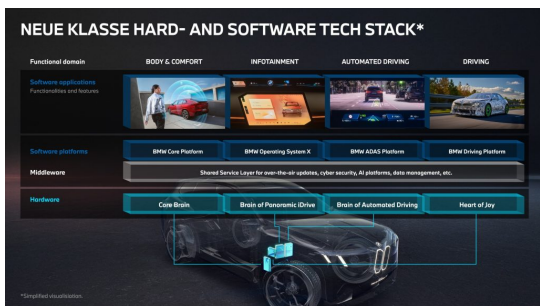 NEUE KLASSE HARD- AND SOFTWARE TECH STACK*
Functional domain
BODY & COMFORT
INFOTAINMENT
AUTOMATED DRIVING
DRIVING
Software applications
Functionalities and features
Software platforms
BMW Core Platform
BMW Operating System X
BMW ADAS Platform
BMW Driving Platform
Middleware
Shared Service Layer for over-the-air updates, cyber security, AI platforms, data management, etc.
Hardware
Core Brain
Brain of Panoramic iDrive
Brain of Automated Driving
Heart of Joy
*Simplified visualistation